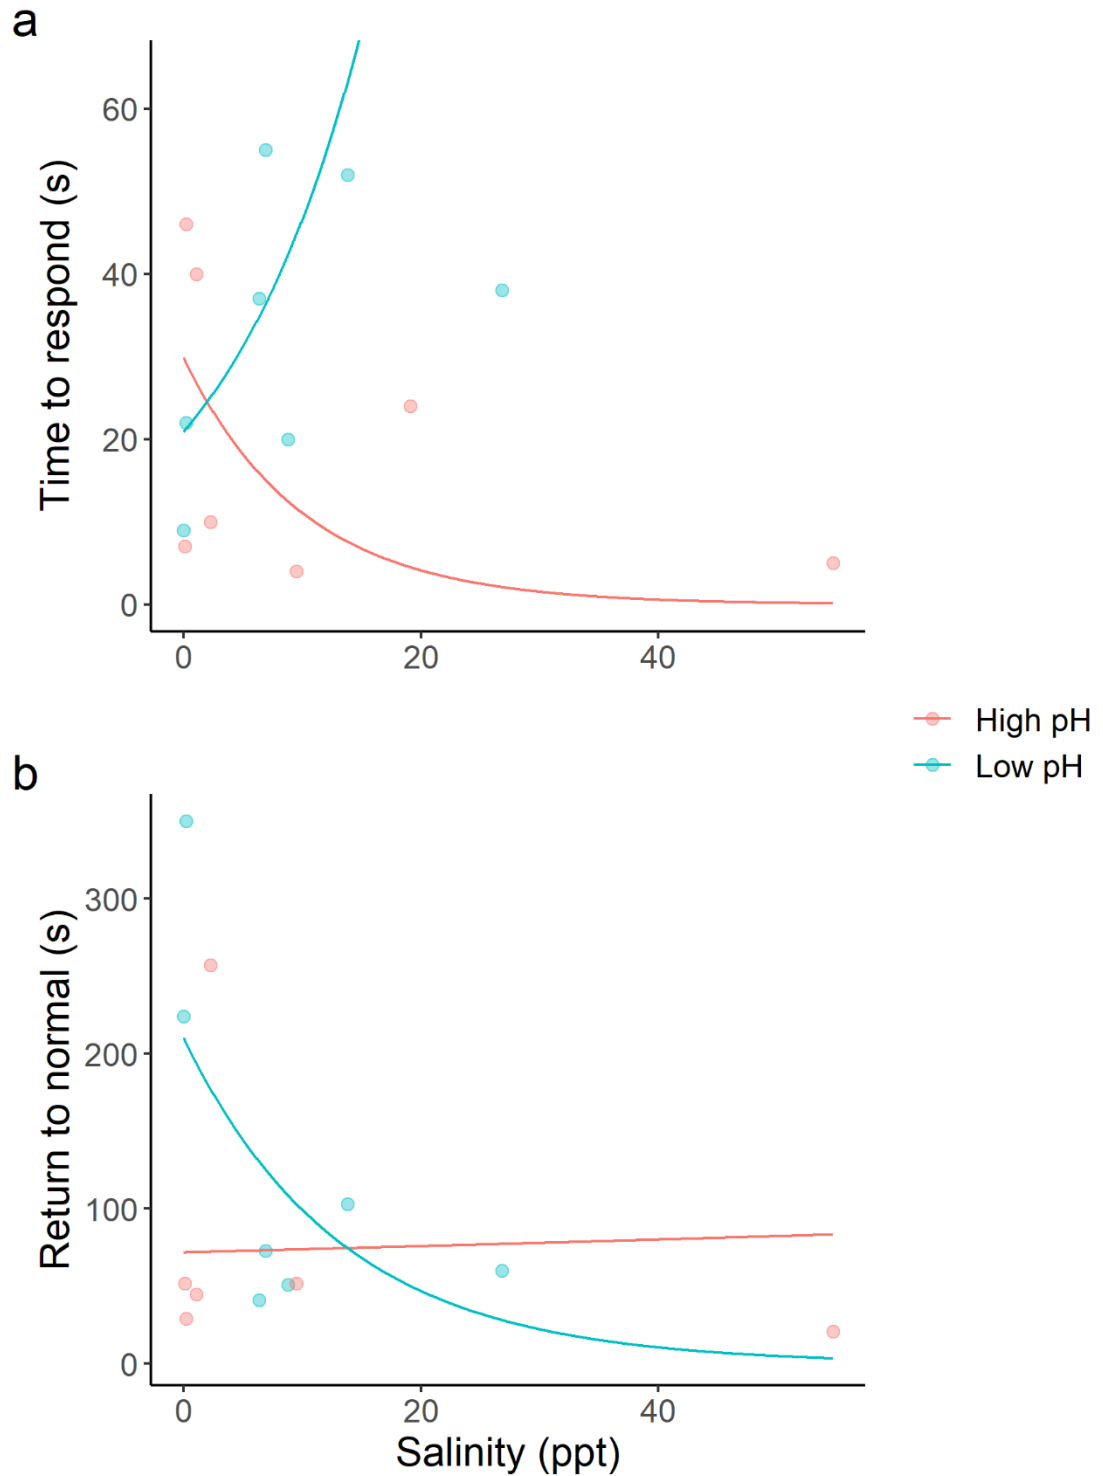 a
Time to respond (s)
60
40
20
0
0 20 40
High pH
Low pH
b
Return to normal (s)
300
200
100
0
0 20 40
Salinity (ppt)